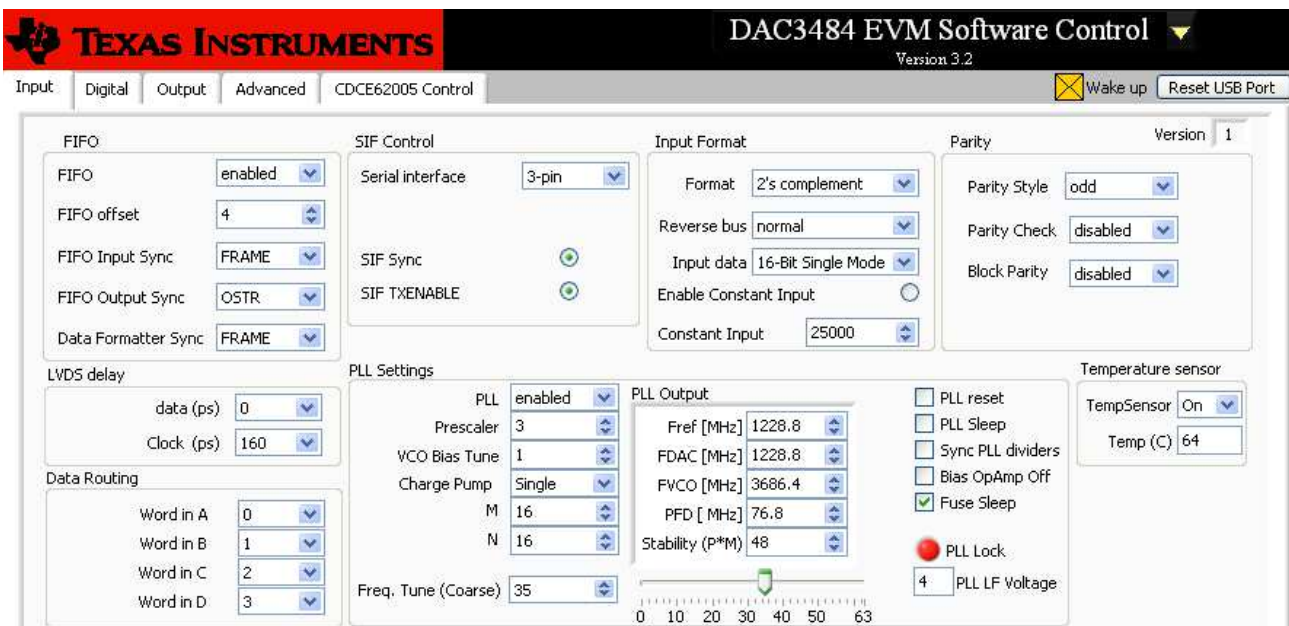 TEXAS INSTRUMENTS
DAC3484 EVM Software Control
Version 3.2
Input Digital Output Advanced CDCE62005 Control
Wake up Reset USB Port
Version 1
FIFO
FIFO enabled
FIFO offset 4
FIFO Input Sync FRAME
FIFO Output Sync OSTR
Data Formatter Sync FRAME
SIF Control
Serial interface 3-pin
SIF Sync
SIF TXENABLE
Input Format
Format 2's complement
Reverse bus normal
Input data 16-Bit Single Mode
Enable Constant Input
Constant Input 25000
Parity
Parity Style odd
Parity Check disabled
Block Parity disabled
LVDS delay
data (ps) 0
Clock (ps) 160
Data Routing
Word in A 0
Word in B 1
Word in C 2
Word in D 3
PLL Settings
PLL enabled
Prescaler 3
VCO Bias Tune 1
Charge Pump Single
M 16
N 16
Freq. Tune (Coarse) 35
PLL Output
Fref [MHz] 1228.8
FDAC [MHz] 1228.8
FVCO [MHz] 3686.4
PFD [ MHz] 76.8
Stability (P*M) 48
0 10 20 30 40 50 63
PLL reset
PLL Sleep
Sync PLL dividers
Bias OpAmp Off
Fuse Sleep
PLL Lock
4 PLL LF Voltage
Temperature sensor
TempSensor On
Temp (C) 64